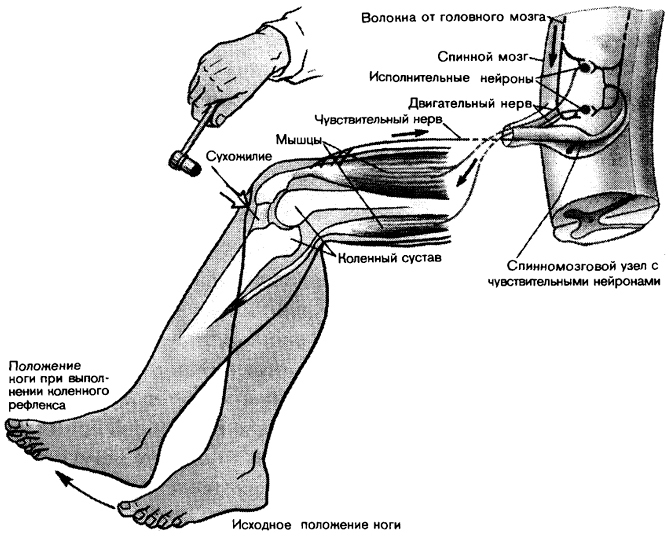 Волокна от головного мозга
Спинной мозг
Исполнительные нейроны
Двигательный нерв
Чувствительный нерв
Мышцы
Сухожилие
Коленный сустав
Спинномозговой узел с
чувствительными нейронами
Положение
ноги при выпол-
нении коленного
рефлекса
Исходное положение ноги